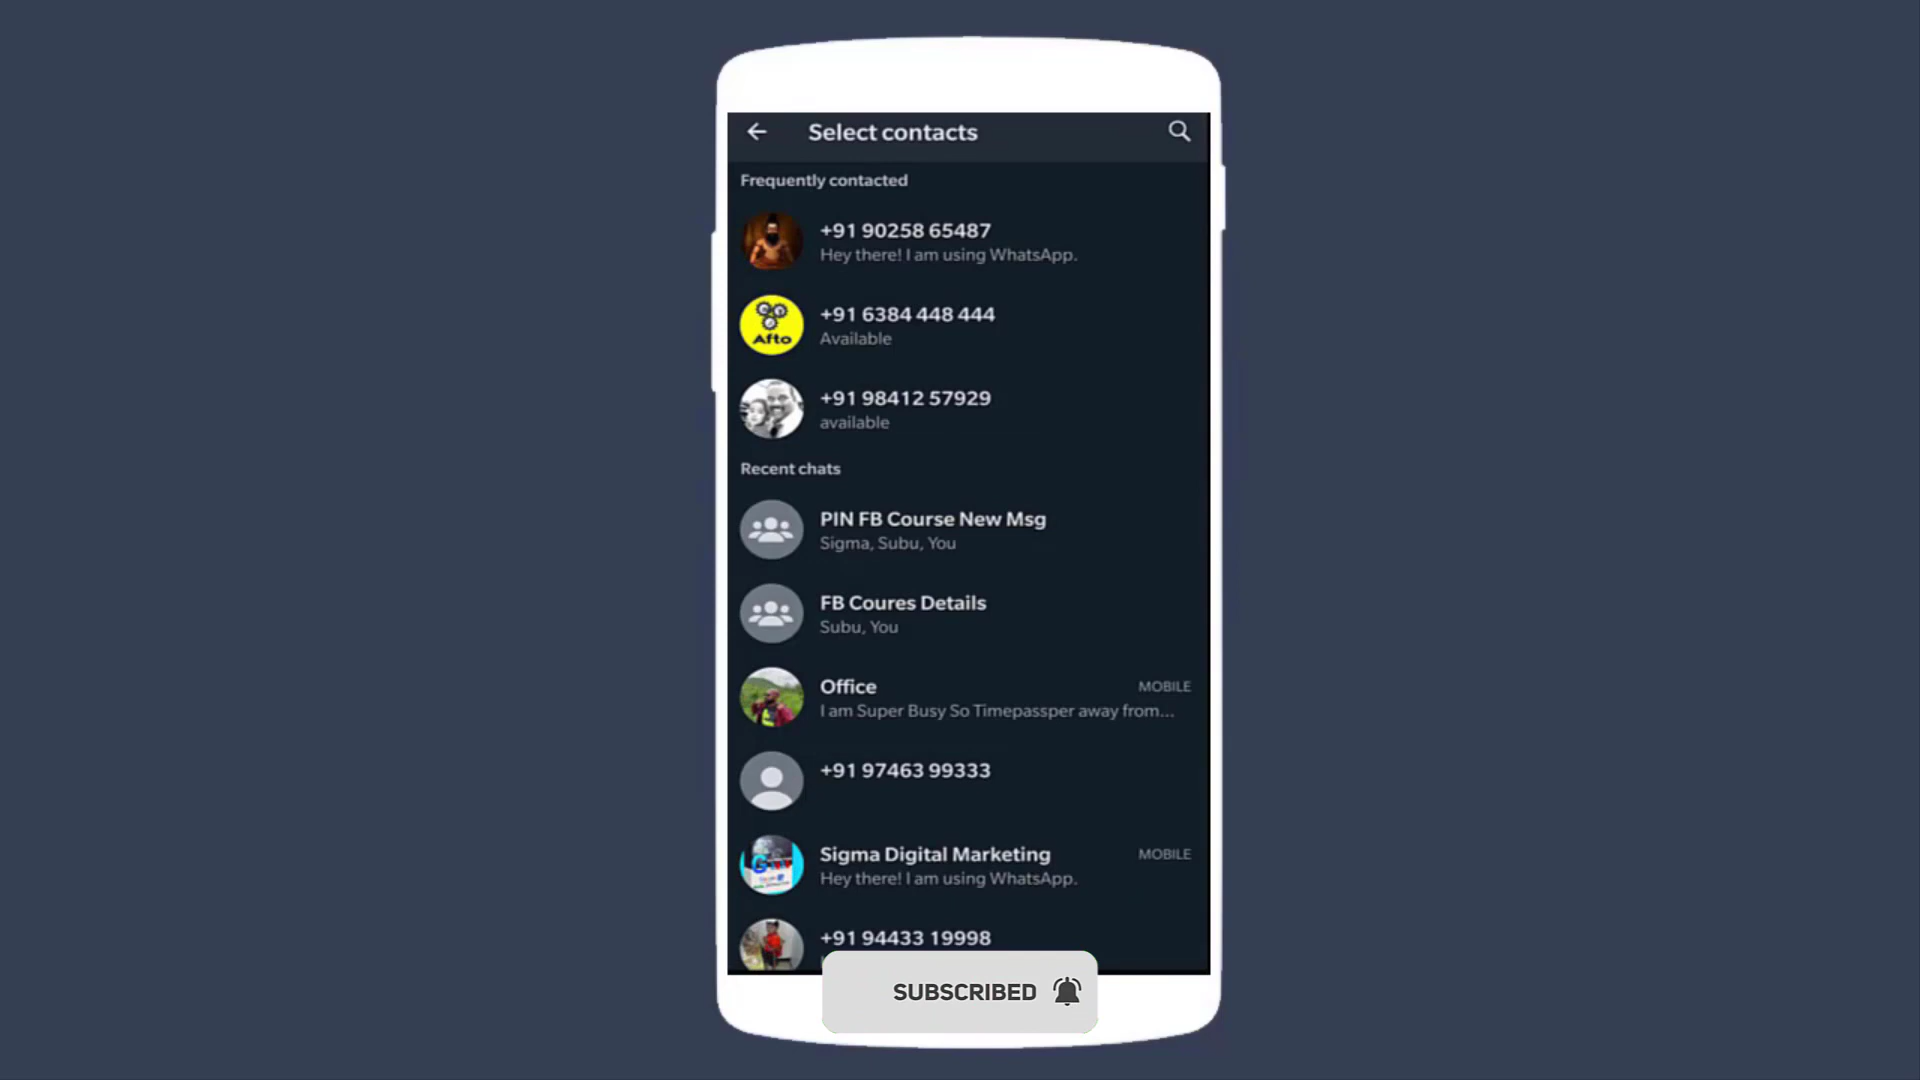 Select contacts
Frequently contacted
+91 90258 65487
Hey there! I am using WhatsApp.
Afto
+91 6384 448 444
Available
+91 98412 57929
available
Recent chats
PIN FB Course New Msg
Sigma, Subu, You
FB Coures Details
Subu, You
Office
MOBILE
I am Super Busy So Timepassper away from...
+91 97463 99333
Sigma Digital Marketing
MOBILE
Hey there! I am using WhatsApp.
+91 94433 19998
SUBSCRIBED